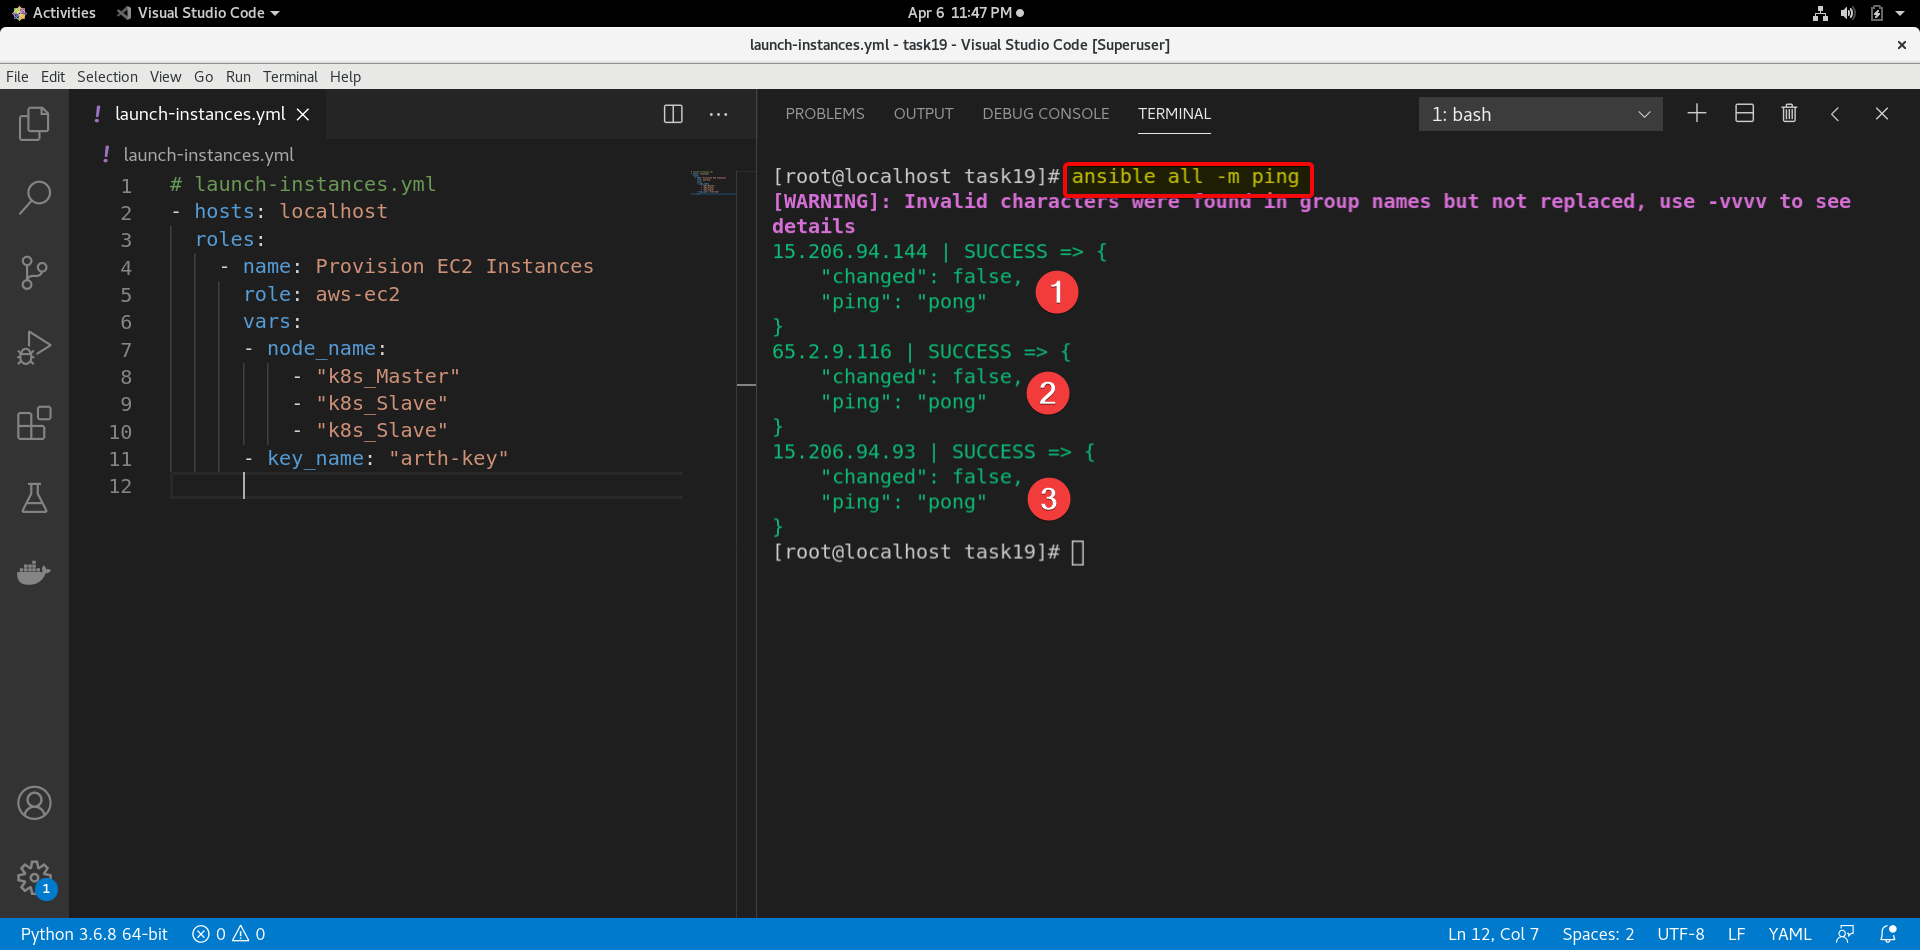 Activities Visual Studio Code Apr 6 11:47 PM
launch-instances.yml - task19 - Visual Studio Code [Superuser]
File Edit Selection View Go Run Terminal Help
launch-instances.yml
PROBLEMS OUTPUT DEBUG CONSOLE TERMINAL 1: bash
launch-instances.yml
1 # launch-instances.yml
2 - hosts: localhost
3 roles:
4 - name: Provision EC2 Instances
5 role: aws-ec2
6 vars:
7 - node_name:
8 - "k8s_Master"
9 - "k8s_Slave"
10 - "k8s_Slave"
11 - key_name: "arth-key"
12
[root@localhost task19]# ansible all -m ping
[WARNING]: Invalid characters were found in group names but not replaced, use -vvvv to see
details
15.206.94.144 | SUCCESS => {
"changed": false,
1
"ping": "pong"
}
65.2.9.116 | SUCCESS => {
"changed": false,
2
"ping": "pong"
}
15.206.94.93 | SUCCESS => {
"changed": false,
3
"ping": "pong"
}
[root@localhost task19]#
1
Python 3.6.8 64-bit 0 0 Ln 12, Col 7 Spaces: 2 UTF-8 LF YAML